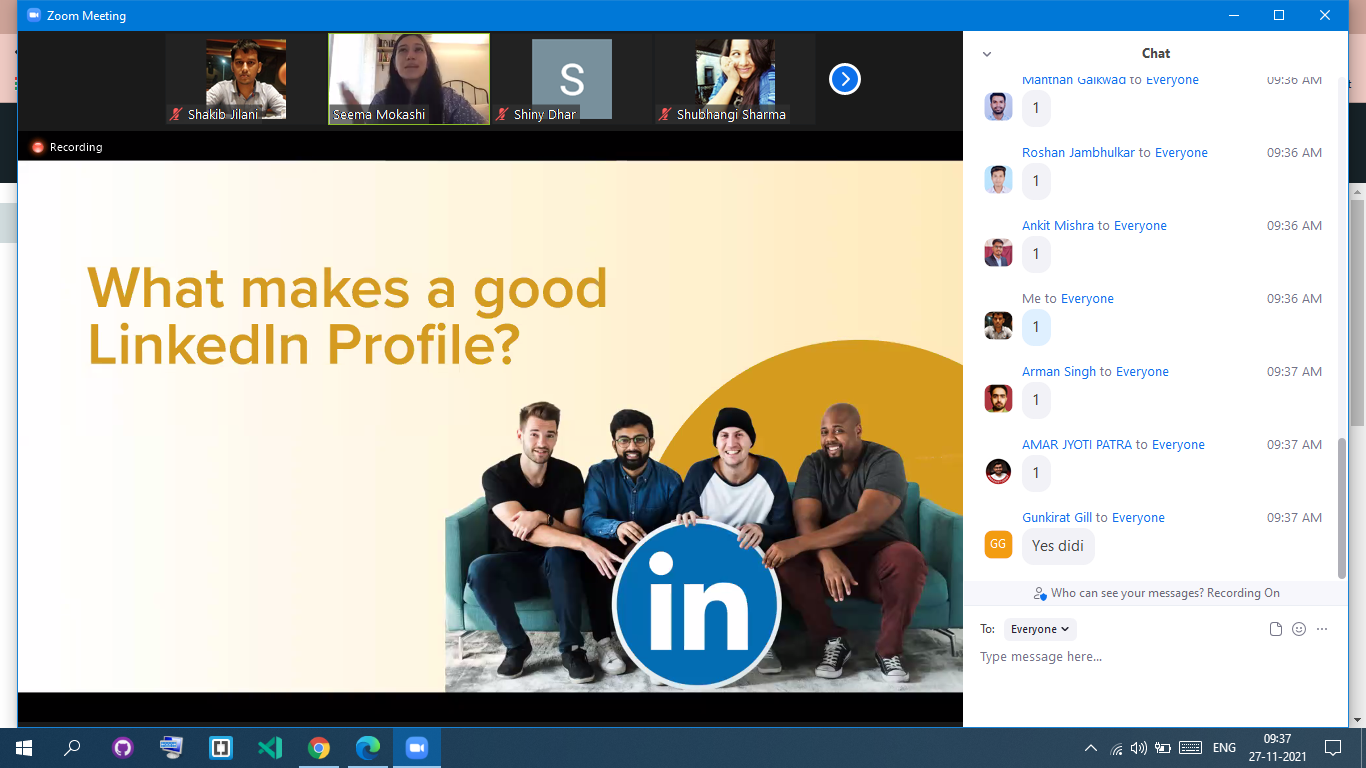 Zoom Meeting
Shakib Jilani
Seema Mokashi
S
Shiny Dhar
Shubhangi Sharma
Recording
What makes a good
LinkedIn Profile?
in
Chat
Manthan Gaikwad to Everyone 09:36 AM
1
Roshan Jambhulkar to Everyone 09:36 AM
1
Ankit Mishra to Everyone 09:36 AM
1
Me to Everyone 09:36 AM
1
Arman Singh to Everyone 09:37 AM
1
AMAR JYOTI PATRA to Everyone 09:37 AM
1
Gunkirat Gill to Everyone 09:37 AM
GG
Yes didi
Who can see your messages? Recording On
To: Everyone
Type message here...
ENG
09:37
27-11-2021